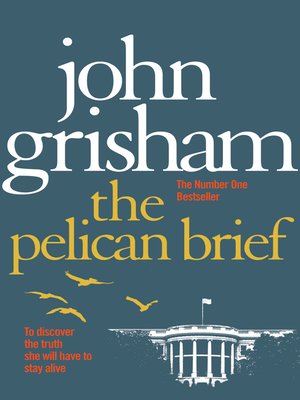 john
grisham
The Number One
Bestseller
the
pelican brief
To discover
the truth
she will have to
stay alive